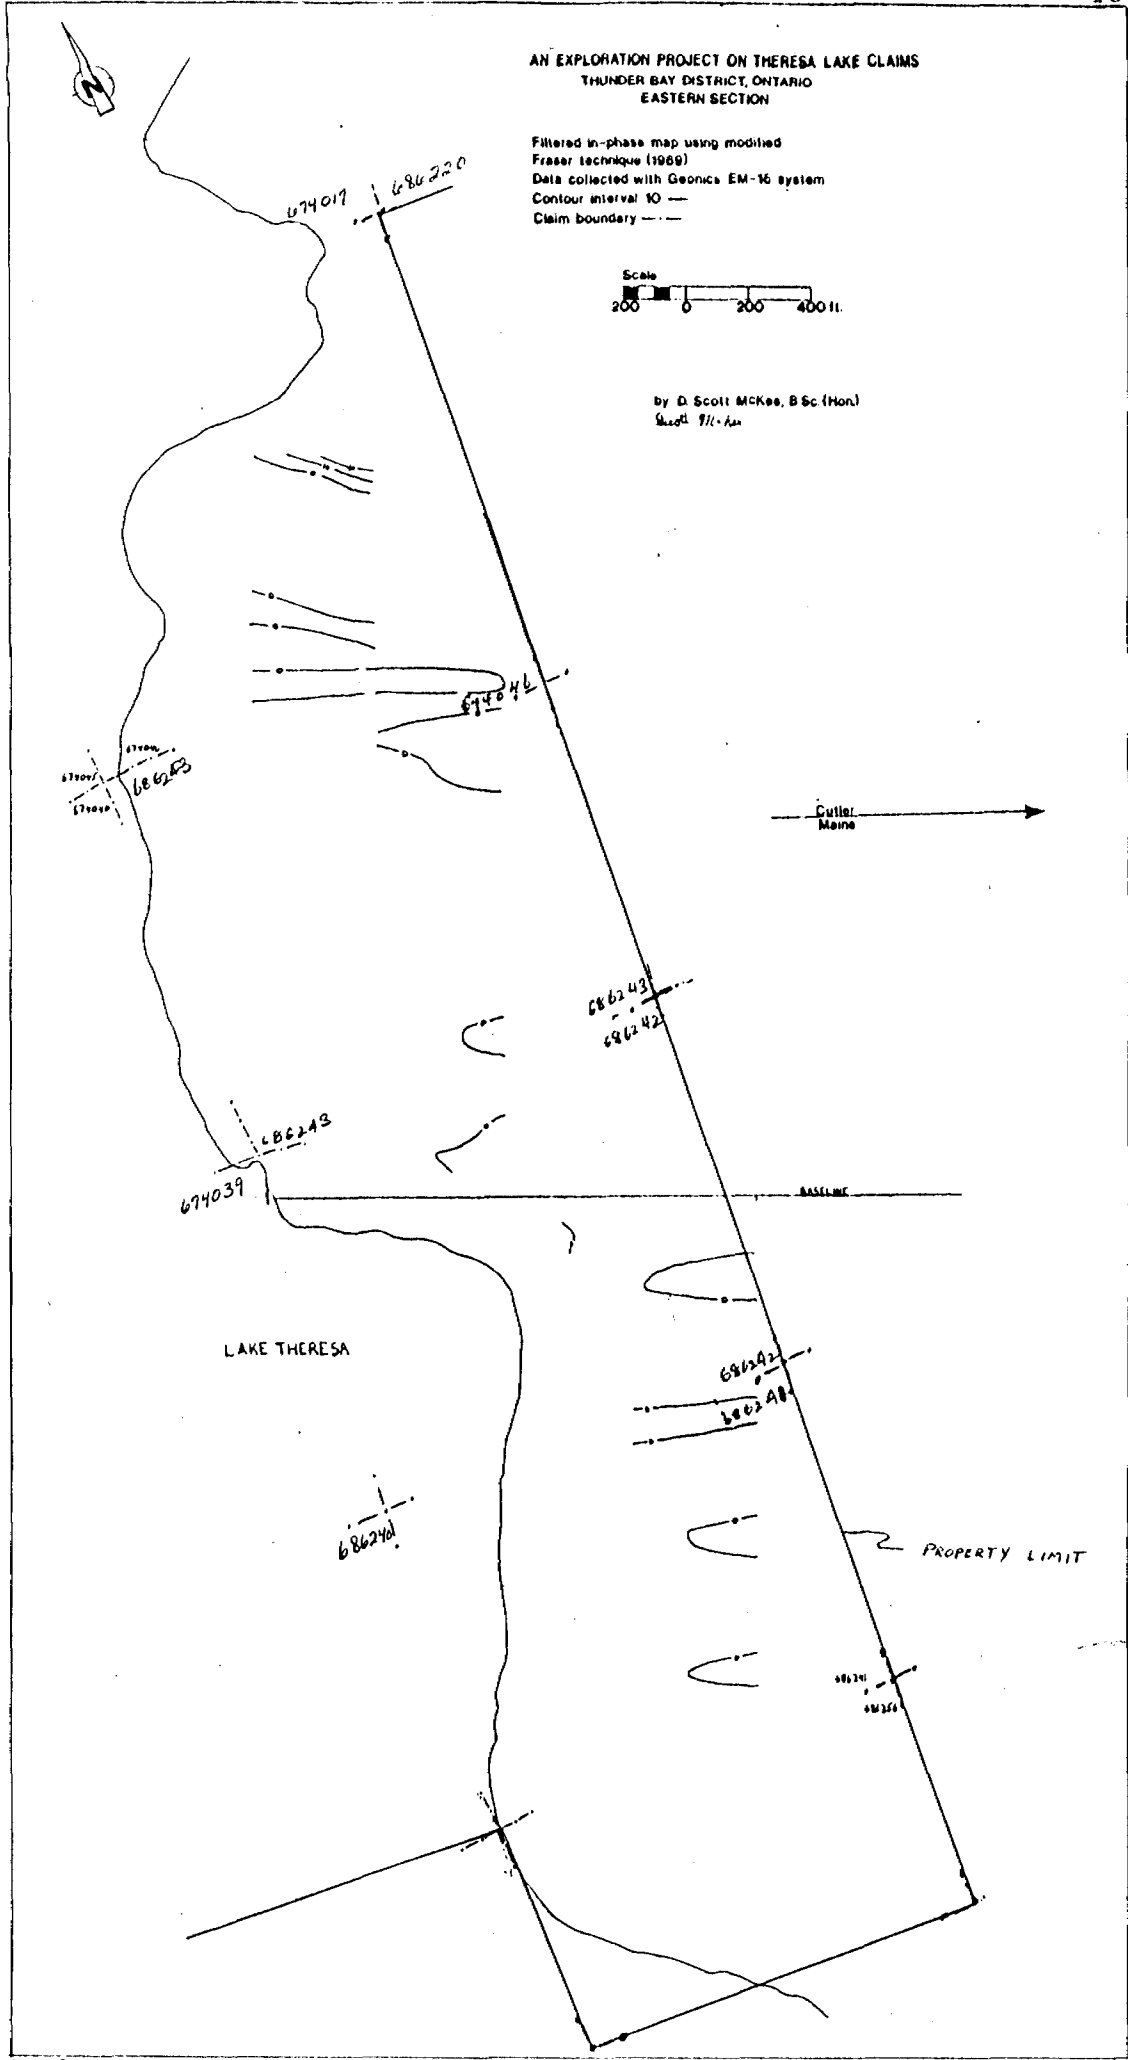 AN EXPLORATION PROJECT ON THERESA LAKE CLAIMS
THUNDER BAY DISTRICT, ONTARIO
EASTERN SECTION
Filtered in-phase map using modified
Fraser technique (1969)
Data collected with Geonics EM-16 system
Contour interval 10 —
Claim boundary —·—
N
674017
686220
Scale
200 0 200 400 ft.
by D. Scott McKee, B.Sc. (Hon.)
674046
686243
674040
Cutler
Maine
686243
686242
686243
674039
BASELINE
LAKE THERESA
686242
686241
PROPERTY LIMIT
686241
686256